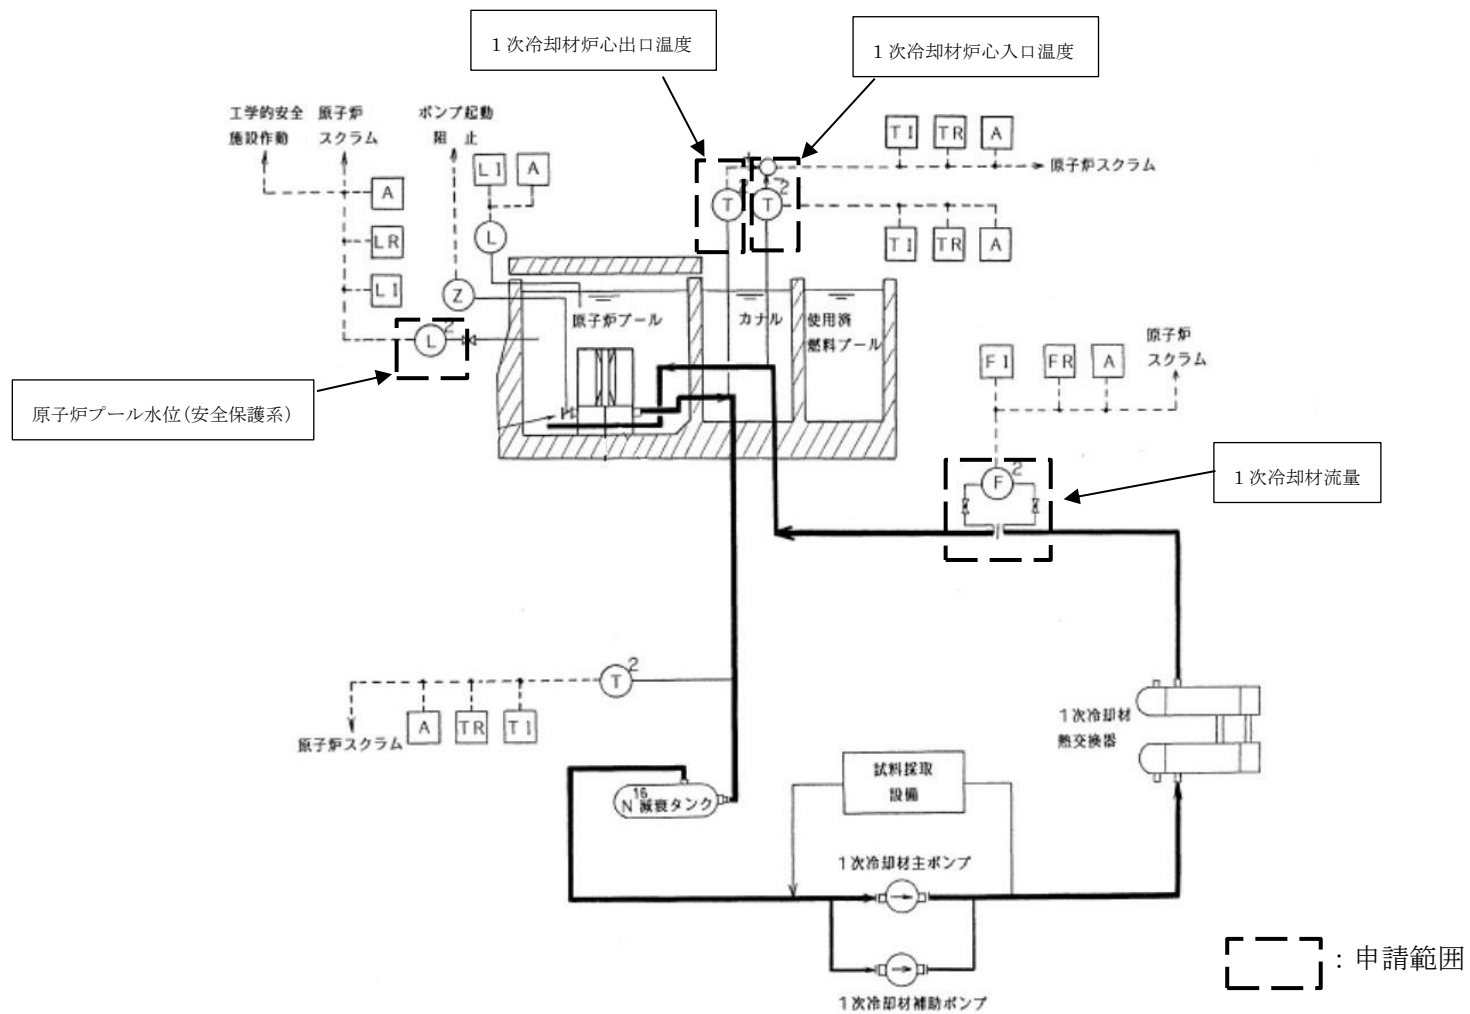 1次冷却材炉心出口温度
1次冷却材炉心入口温度
工学的安全
施設作動
原子炉
スクラム
ポンプ起動
阻止
LI
A
TI
TR
A
原子炉スクラム
A
T
2
T
2
LR
L
TI
TR
A
LI
Z
L
2
原子炉プール
カナル
使用済
燃料プール
原子炉
スクラム
FI
FR
A
原子炉プール水位(安全保護系)
F
2
1次冷却材流量
T
2
A
TR
TI
原子炉スクラム
1次冷却材
熱交換器
16
N 減衰タンク
試料採取
設備
1次冷却材主ポンプ
1次冷却材補助ポンプ
:申請範囲